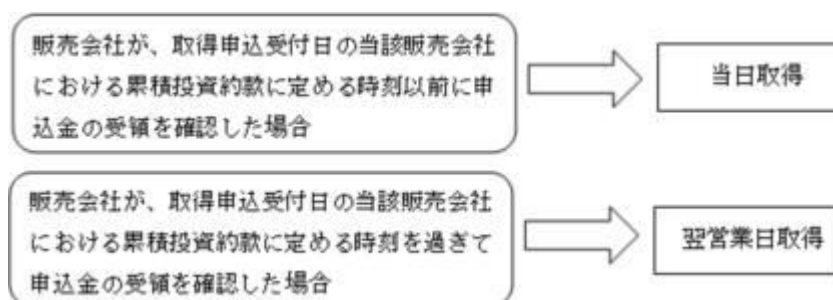 販売会社が、取得申込受付日の当該販売会社
における累積投資約款に定める時刻以前に申
込金の受領を確認した場合
当日取得
販売会社が、取得申込受付日の当該販売会社
における累積投資約款に定める時刻を過ぎて
申込金の受領を確認した場合
翌営業日取得